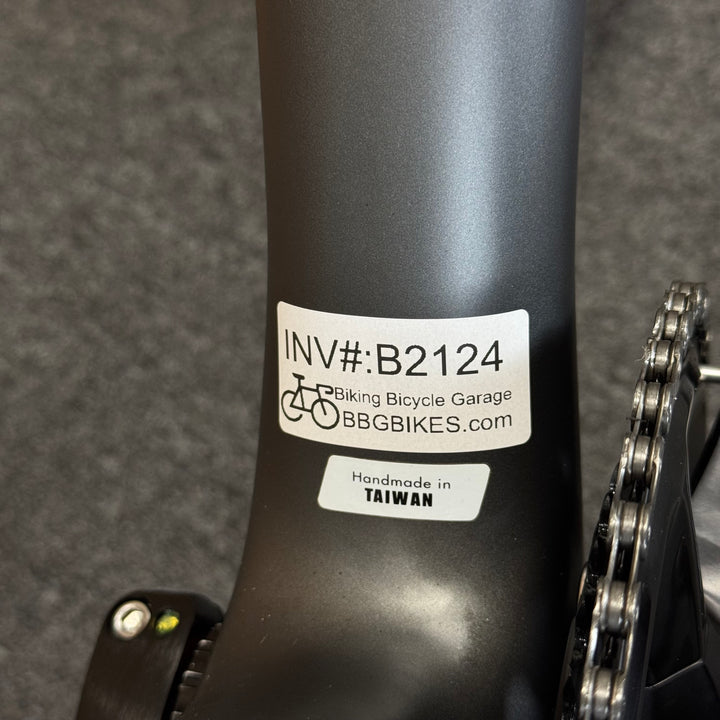 INV#:B2124
Biking Bicycle Garage
BBGBIKES.com
Handmade in
TAIWAN